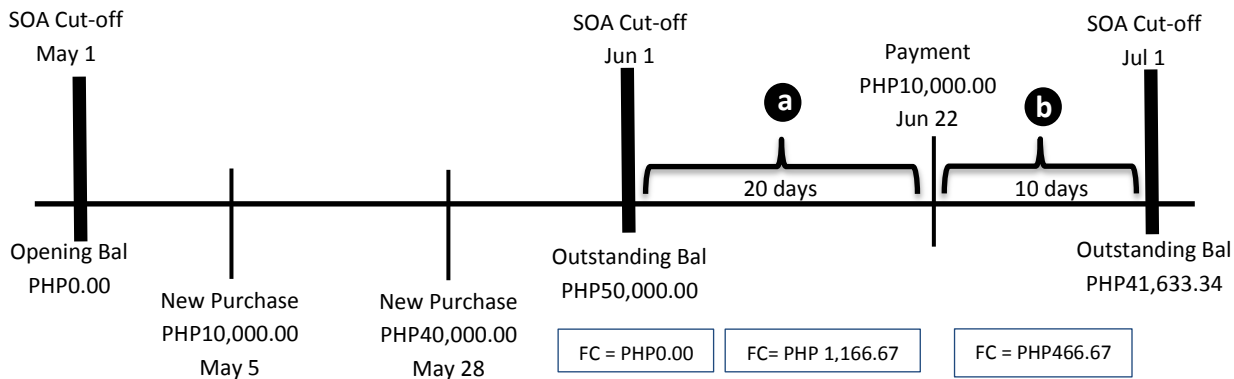 SOA Cut-off
May 1
SOA Cut-off
Jun 1
Payment
PHP10,000.00
Jun 22
SOA Cut-off
Jul 1
a
b
20 days
10 days
Opening Bal
PHP0.00
New Purchase
PHP10,000.00
May 5
New Purchase
PHP40,000.00
May 28
Outstanding Bal
PHP50,000.00
Outstanding Bal
PHP41,633.34
FC = PHP0.00
FC= PHP 1,166.67
FC = PHP466.67